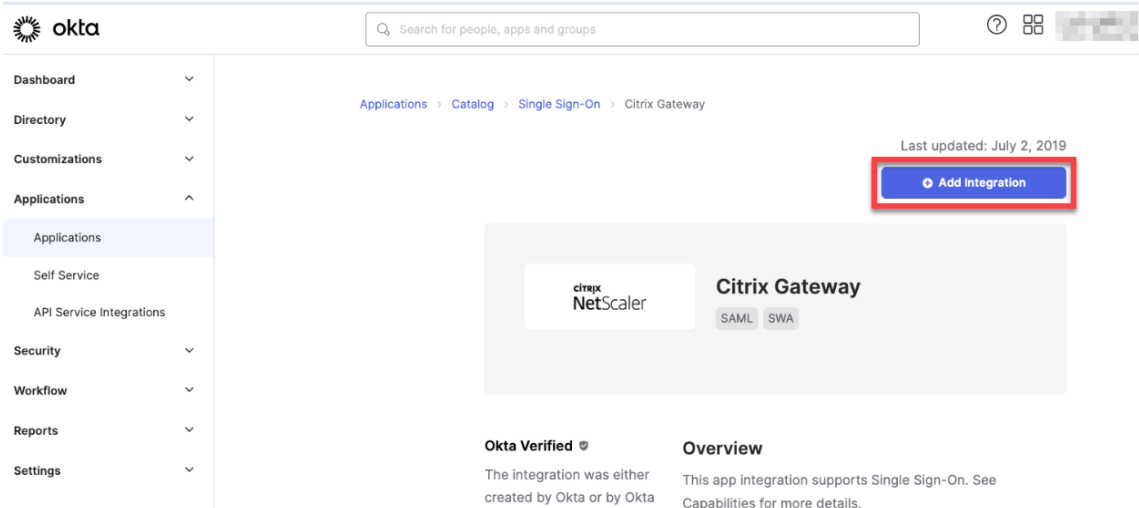 okta
Search for people, apps and groups
Dashboard
Directory
Customizations
Applications
Applications
Self Service
API Service Integrations
Security
Workflow
Reports
Settings
Applications > Catalog > Single Sign-On > Citrix Gateway
Last updated: July 2, 2019
Add Integration
CITRIX
NetScaler
Citrix Gateway
SAML SWA
Okta Verified
The integration was either
created by Okta or by Okta
Overview
This app integration supports Single Sign-On. See
Capabilities for more details.